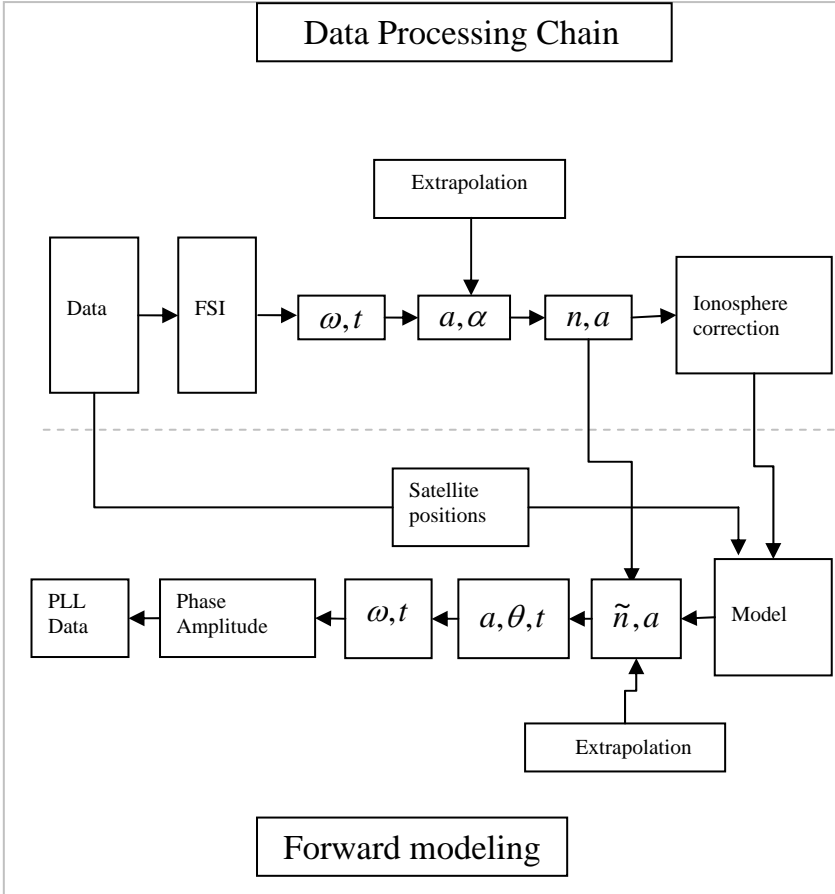 Data Processing Chain
Extrapolation
Data
FSI
ω, t
a, α
n, a
Ionosphere
correction
Satellite
positions
PLL
Data
Phase
Amplitude
ω, t
a, θ, t
ñ, a
Model
Extrapolation
Forward modeling